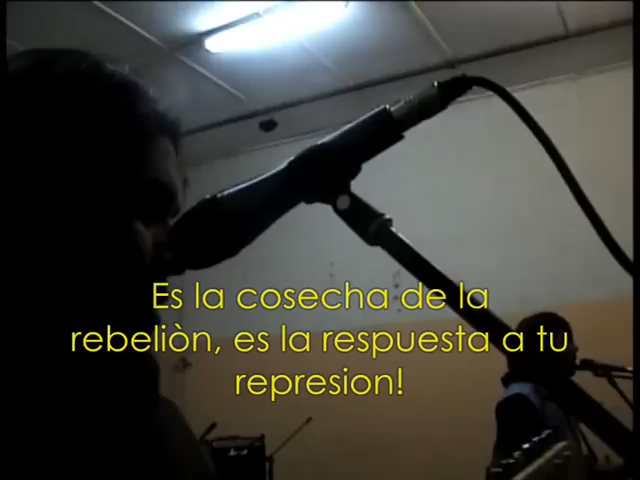 Es la cosecha de la
rebeliòn, es la respuesta a tu
represion!